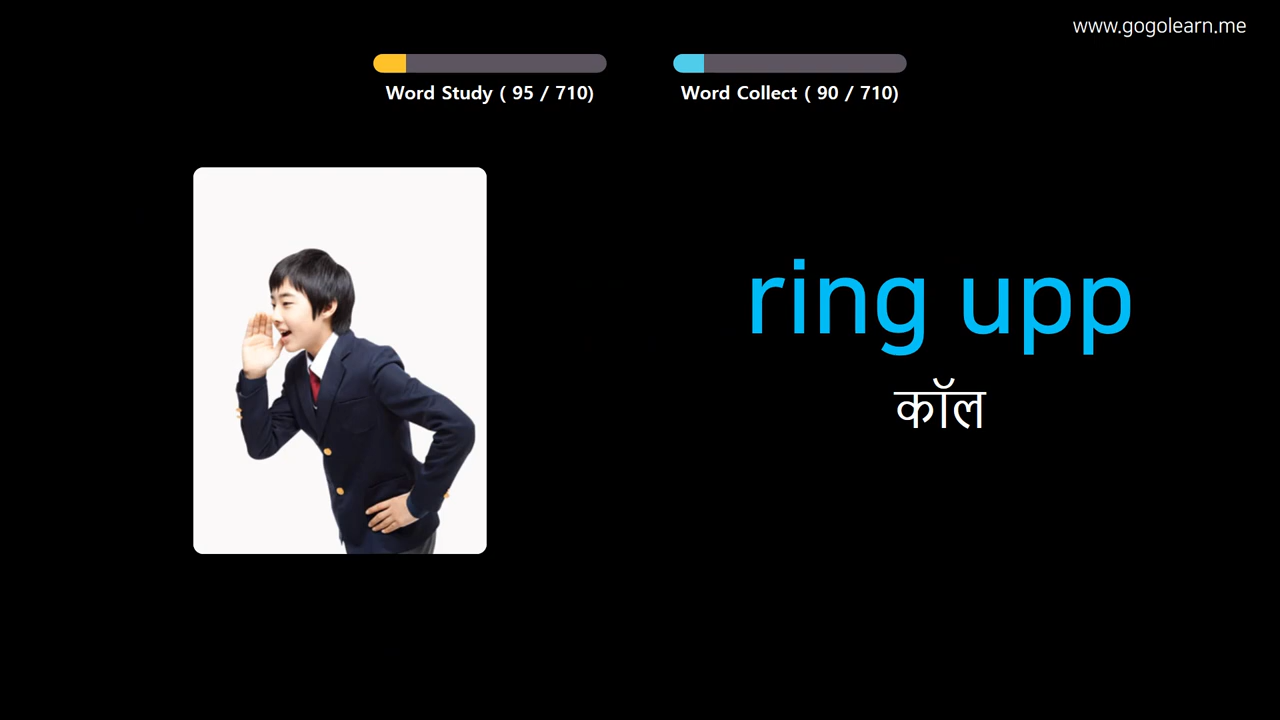 www.gogolearn.me
Word Study ( 95 / 710)
Word Collect ( 90 / 710)
ring upp
कॉल